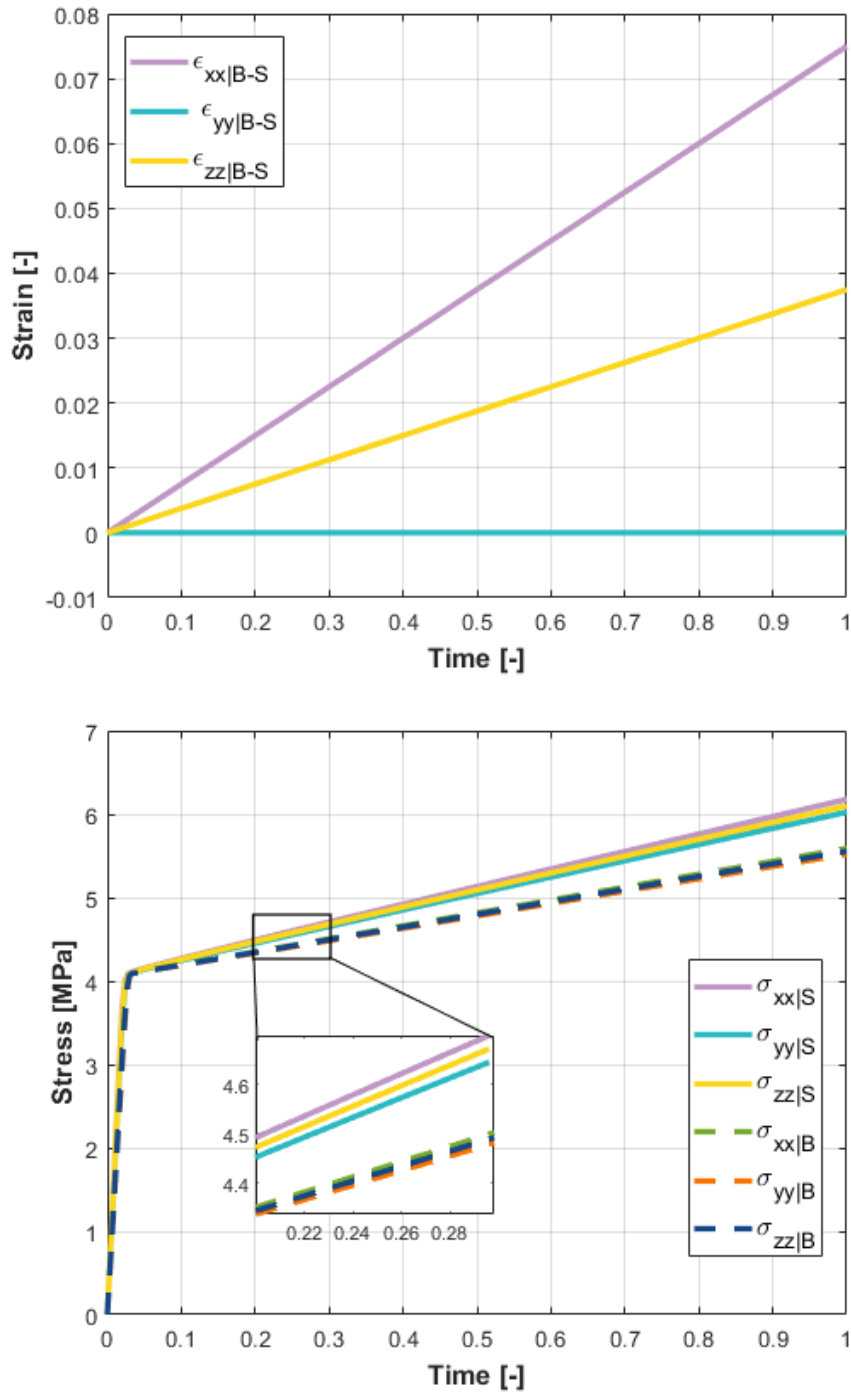 0.08
0.07
0.06
0.05
0.04
0.03
0.02
0.01
0
-0.01
Strain [-]
ϵxx|B-S
ϵyy|B-S
ϵzz|B-S
0 0.1 0.2 0.3 0.4 0.5 0.6 0.7 0.8 0.9 1
Time [-]
7
6
5
4
3
2
1
0
Stress [MPa]
4.6
4.5
4.4
0.22 0.24 0.26 0.28
σxx|S
σyy|S
σzz|S
σxx|B
σyy|B
σzz|B
0 0.1 0.2 0.3 0.4 0.5 0.6 0.7 0.8 0.9 1
Time [-]